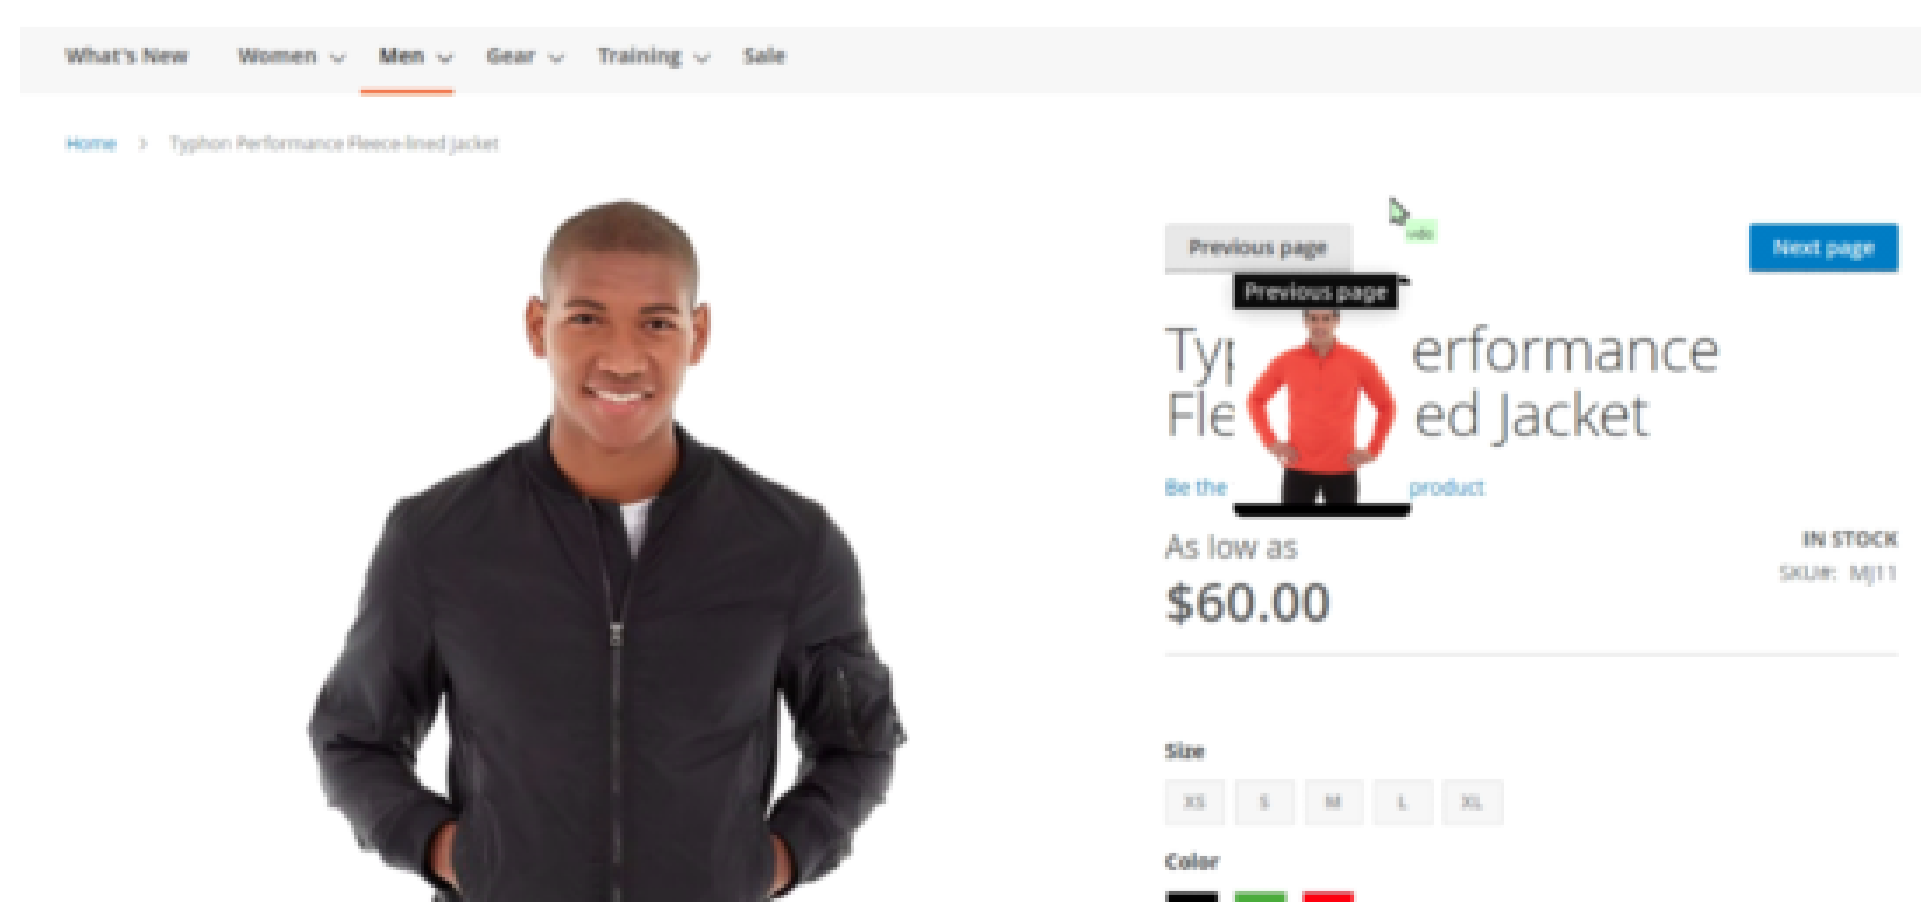 What's New Women Men Gear Training Sale
Home > Typhon Performance Fleece-lined Jacket
Previous page Next page
Previous page
Typ erformance
Fle ed Jacket
Be the product
As low as IN STOCK
SKU#: MJ11
$60.00
Size
XS S M L XL
Color